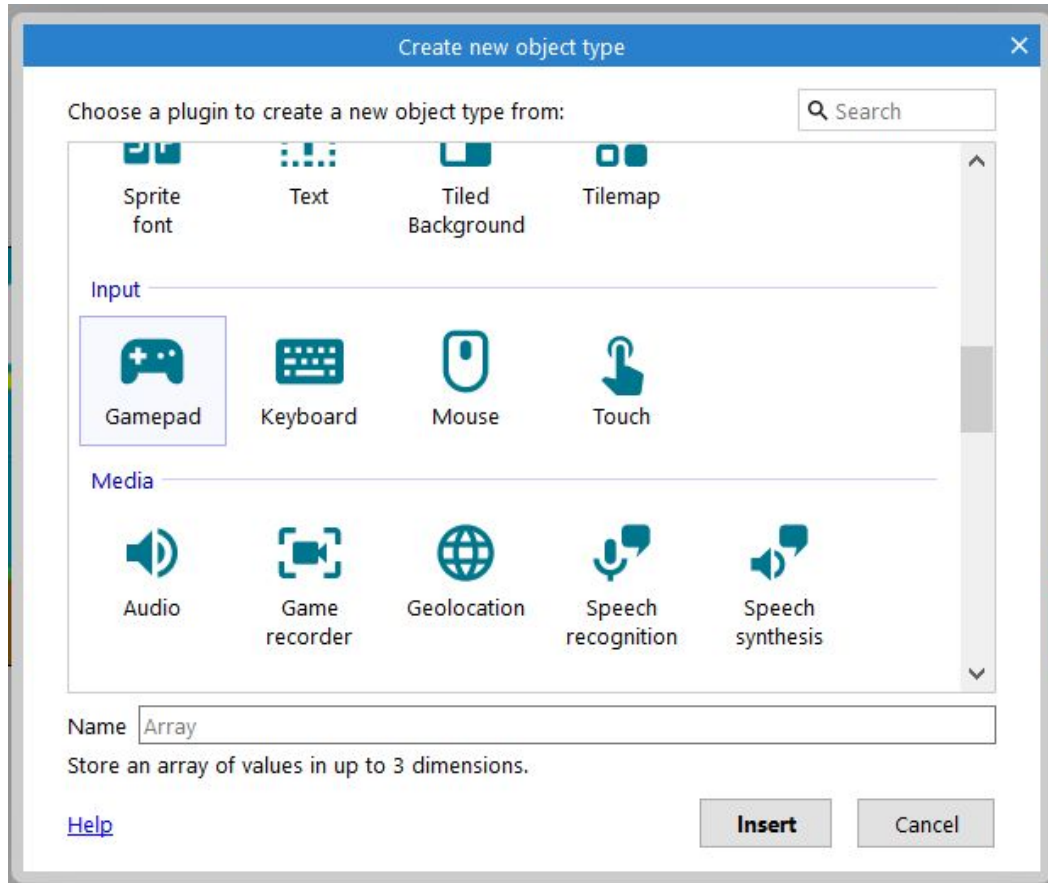 Create new object type
Choose a plugin to create a new object type from:
Search
Sprite
font
Text
Tiled
Background
Tilemap
Input
Gamepad
Keyboard
Mouse
Touch
Media
Audio
Game
recorder
Geolocation
Speech
recognition
Speech
synthesis
Name
Array
Store an array of values in up to 3 dimensions.
Help
Insert
Cancel